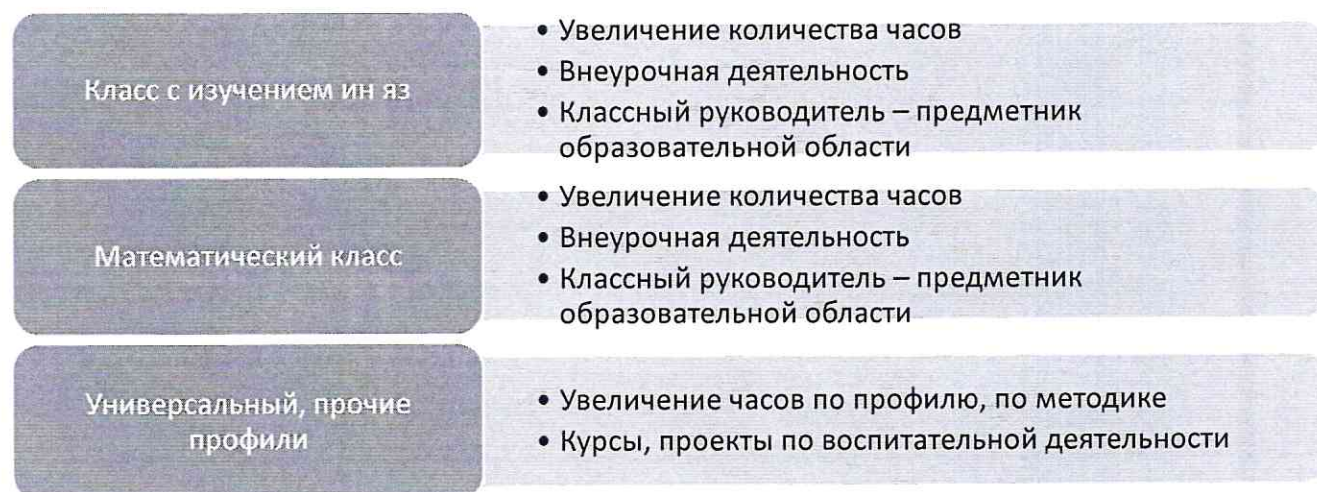 Класс с изучением ин яз
• Увеличение количества часов
• Внеурочная деятельность
• Классный руководитель – предметник
образовательной области
Математический класс
• Увеличение количества часов
• Внеурочная деятельность
• Классный руководитель – предметник
образовательной области
Универсальный, прочие
профили
• Увеличение часов по профилю, по методике
• Курсы, проекты по воспитательной деятельности